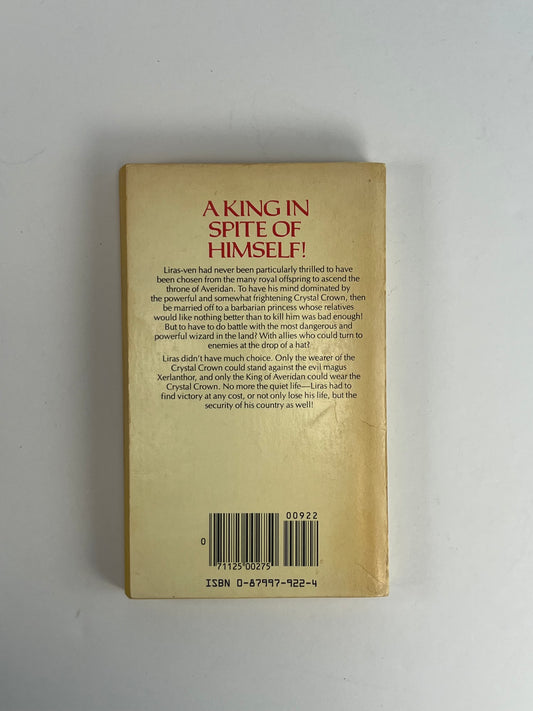 A KING IN
SPITE OF
HIMSELF!
Liras-ven had never been particularly thrilled to have
been chosen from the many royal offspring to ascend the
throne of Averidan. To have his mind dominated by
the powerful and somewhat frightening Crystal Crown, then
be married off to a barbarian princess whose relatives
would like nothing better than to kill him was bad enough!
But to have to do battle with the most dangerous and
powerful wizard in the land? With allies who could turn to
enemies at the drop of a hat?
Liras didn't have much choice. Only the wearer of the
Crystal Crown could stand against the evil magus
Xerlanthor, and only the King of Averidan could wear the
Crystal Crown. No more the quiet life—Liras had to
find victory at any cost, or not only lose his life, but the
security of his country as well!
00922
0
71125 00275
ISBN 0-87997-922-4